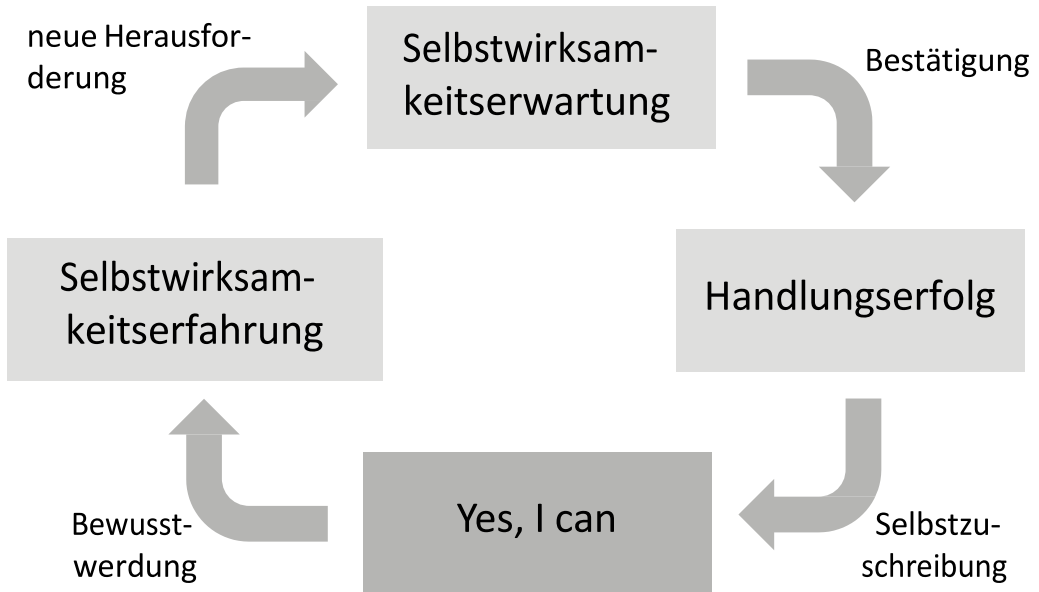 neue Herausfor-
derung
Selbstwirksam-
keitserwartung
Bestätigung
Handlungserfolg
Selbstzu-
schreibung
Yes, I can
Bewusst-
werdung
Selbstwirksam-
keitserfahrung